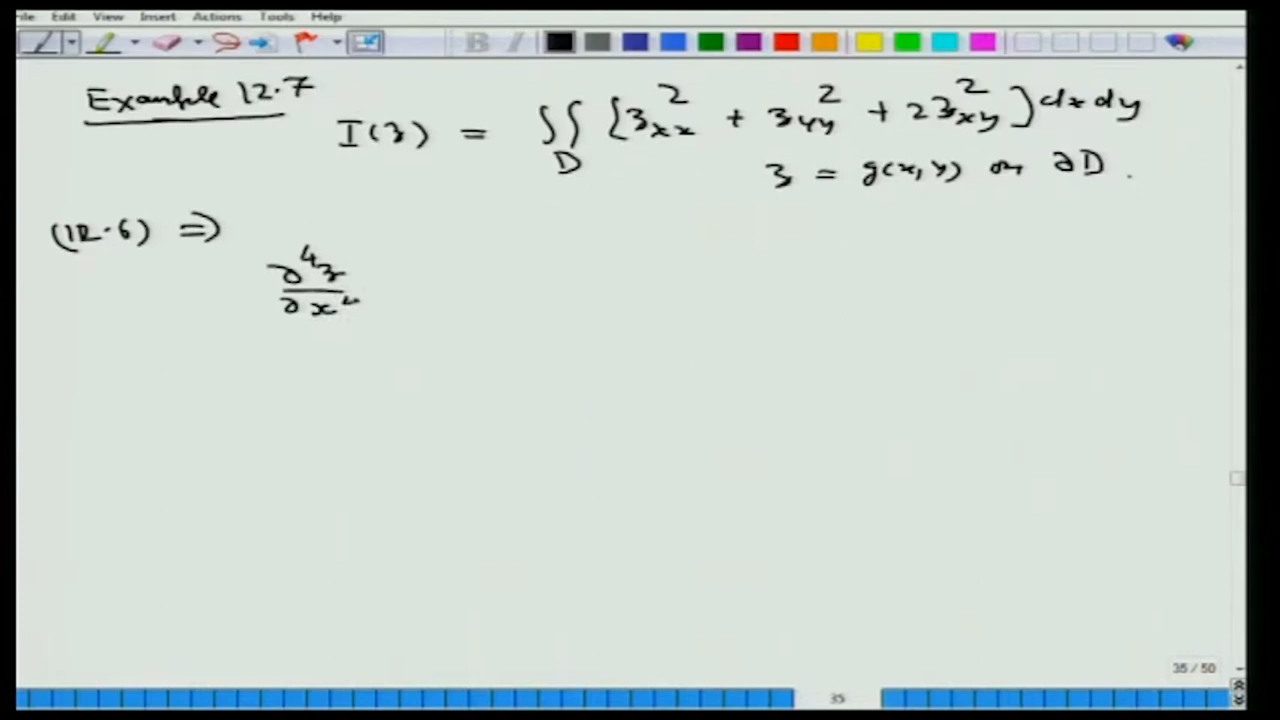 File Edit View Insert Actions Tools Help
Example 12.7
I(z) = ∬_D {z_xx^2 + z_yy^2 + 2z_xy^2} dx dy
z = g(x,y) on ∂D.
(12.6) ⇒
∂^4z/∂x^4
35 / 50
35